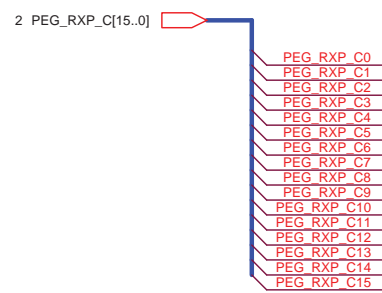 2 PEG_RXP_C[15..0]
PEG_RXP_C0
PEG_RXP_C1
PEG_RXP_C2
PEG_RXP_C3
PEG_RXP_C4
PEG_RXP_C5
PEG_RXP_C6
PEG_RXP_C7
PEG_RXP_C8
PEG_RXP_C9
PEG_RXP_C10
PEG_RXP_C11
PEG_RXP_C12
PEG_RXP_C13
PEG_RXP_C14
PEG_RXP_C15